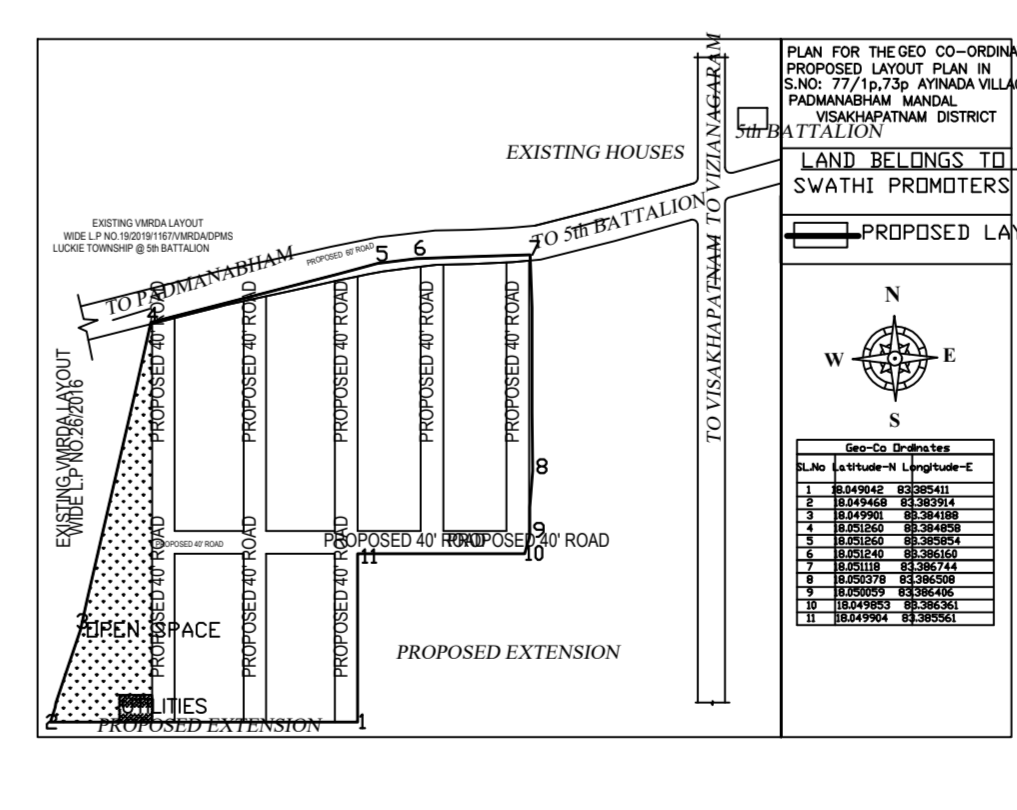 PLAN FOR THE GEO CO-ORDINA
PROPOSED LAYOUT PLAN IN
S.NO: 77/1p,73p AYINADA VILLAG
PADMANABHAM MANDAL
VISAKHAPATNAM DISTRICT
LAND BELONGS TO
SWATHI PROMOTERS
PROPOSED LAY
N
W
E
S
Geo-Co Ordinates
SL.No Latitude-N Longitude-E
1 18.049042 83.385411
2 18.049468 83.383914
3 18.049901 83.384188
4 18.051260 83.384858
5 18.051260 83.385854
6 18.051240 83.386160
7 18.051118 83.386744
8 18.050378 83.386508
9 18.050059 83.386406
10 18.049853 83.386361
11 18.049904 83.385561
5th BATTALION
EXISTING HOUSES
TO VISAKHAPATNAM
TO VIZIANAGARAM
TO 5th BATTALION
TO PADMANABHAM
PROPOSED 60' ROAD
EXISTING VMRDA LAYOUT
WIDE L.P NO.19/2019/1167/VMRDA/DPMS
LUCKIE TOWNSHIP @ 5th BATTALION
EXISTING VMRDA LAYOUT
WIDE L.P NO.26/2016
4
5
6
7
8
9
10
11
1
2
3
PROPOSED 40' ROAD
PROPOSED 40' ROAD
PROPOSED 40' ROAD
PROPOSED 40' ROAD
PROPOSED 40' ROAD
PROPOSED 40' ROAD
PROPOSED 40' ROAD
PROPOSED 40' ROAD
PROPOSED 40' ROAD
PROPOSED 40' ROAD
PROPOSED 40' ROAD
OPEN SPACE
UTILITIES
PROPOSED EXTENSION
PROPOSED EXTENSION